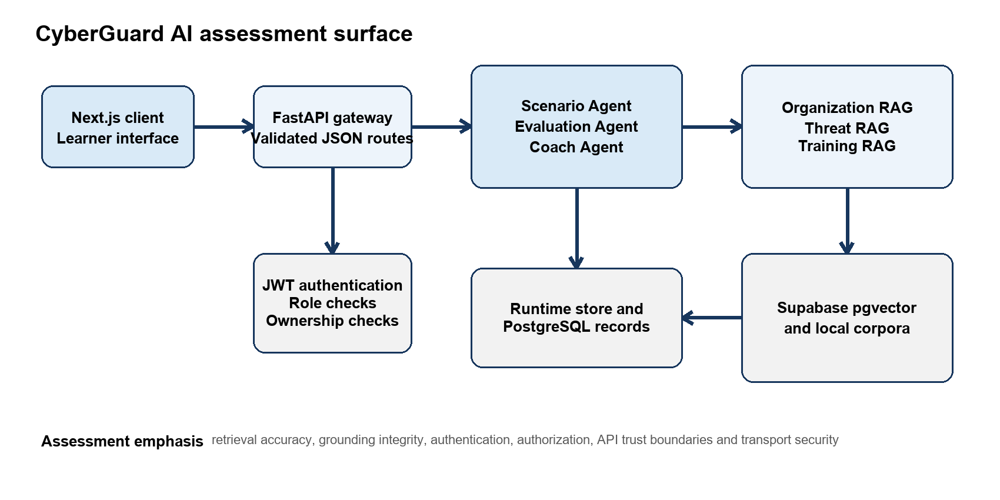 CyberGuard AI assessment surface
Next.js client
Learner interface
FastAPI gateway
Validated JSON routes
Scenario Agent
Evaluation Agent
Coach Agent
Organization RAG
Threat RAG
Training RAG
JWT authentication
Role checks
Ownership checks
Runtime store and
PostgreSQL records
Supabase pgvector
and local corpora
Assessment emphasis retrieval accuracy, grounding integrity, authentication, authorization, API trust boundaries and transport security